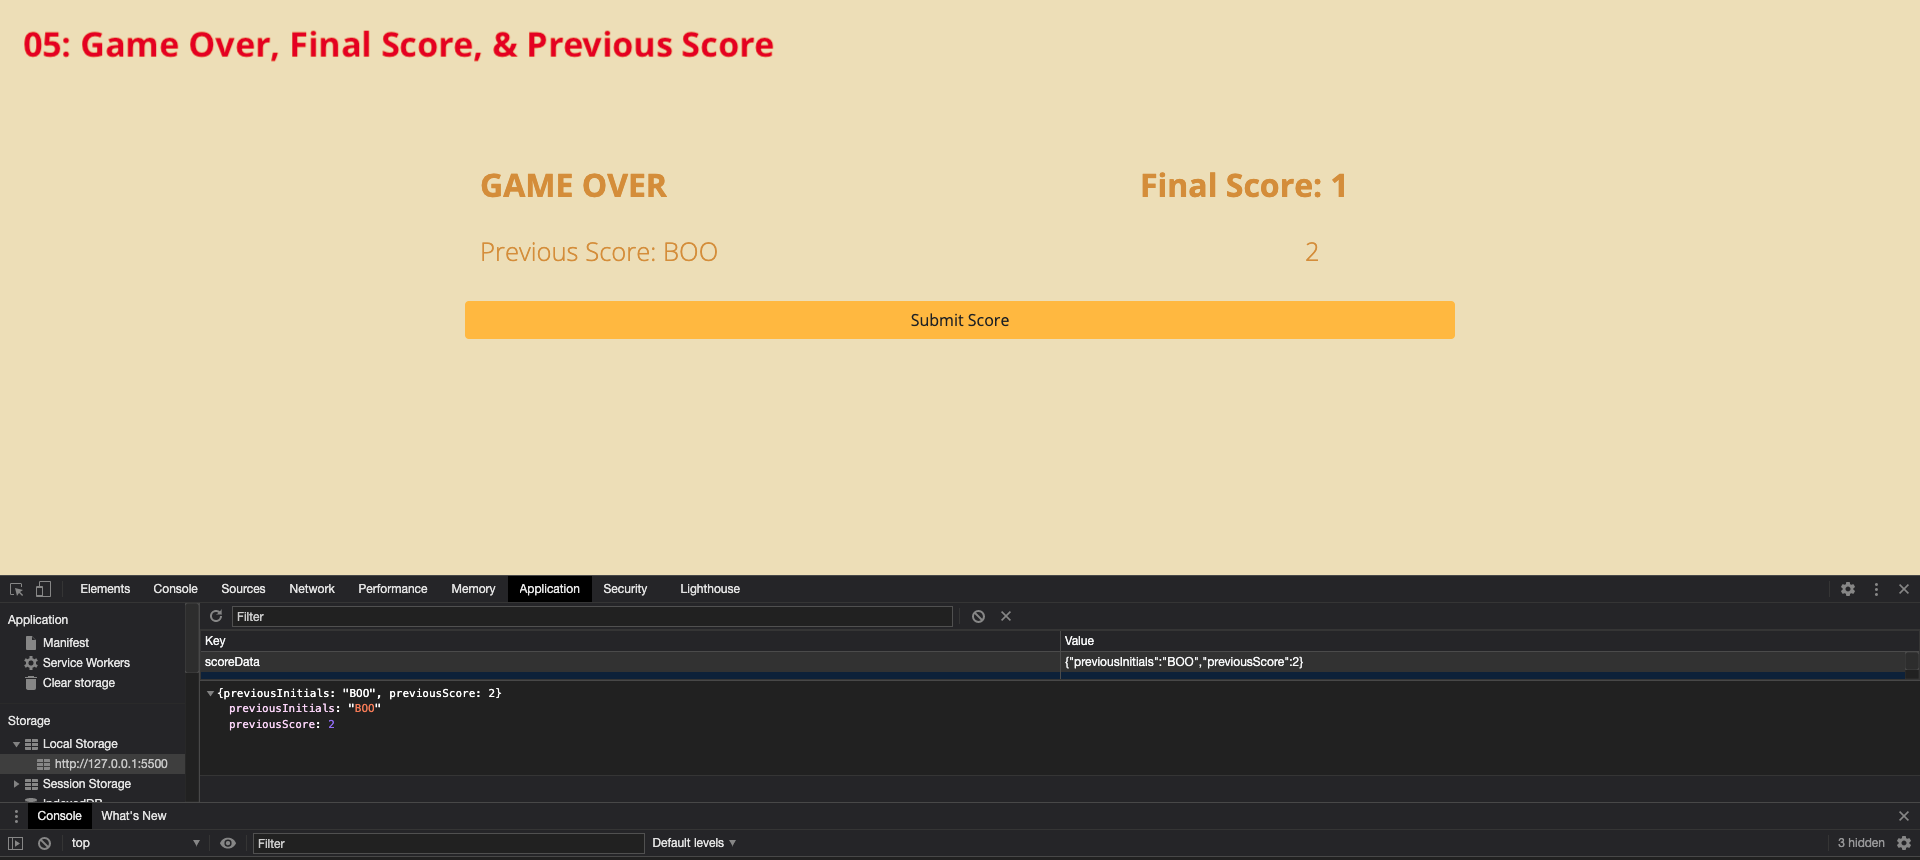 05: Game Over, Final Score, & Previous Score
GAME OVER Final Score: 1
Previous Score: BOO 2
Submit Score
Elements Console Sources Network Performance Memory Application Security Lighthouse
Application
Manifest
Service Workers
Clear storage
Storage
Local Storage
http://127.0.0.1:5500
Session Storage
IndexedDB
Filter
Key Value
scoreData {"previousInitials":"BOO","previousScore":2}
{previousInitials: "BOO", previousScore: 2}
previousInitials: "BOO"
previousScore: 2
Console What's New
top Filter Default levels 3 hidden